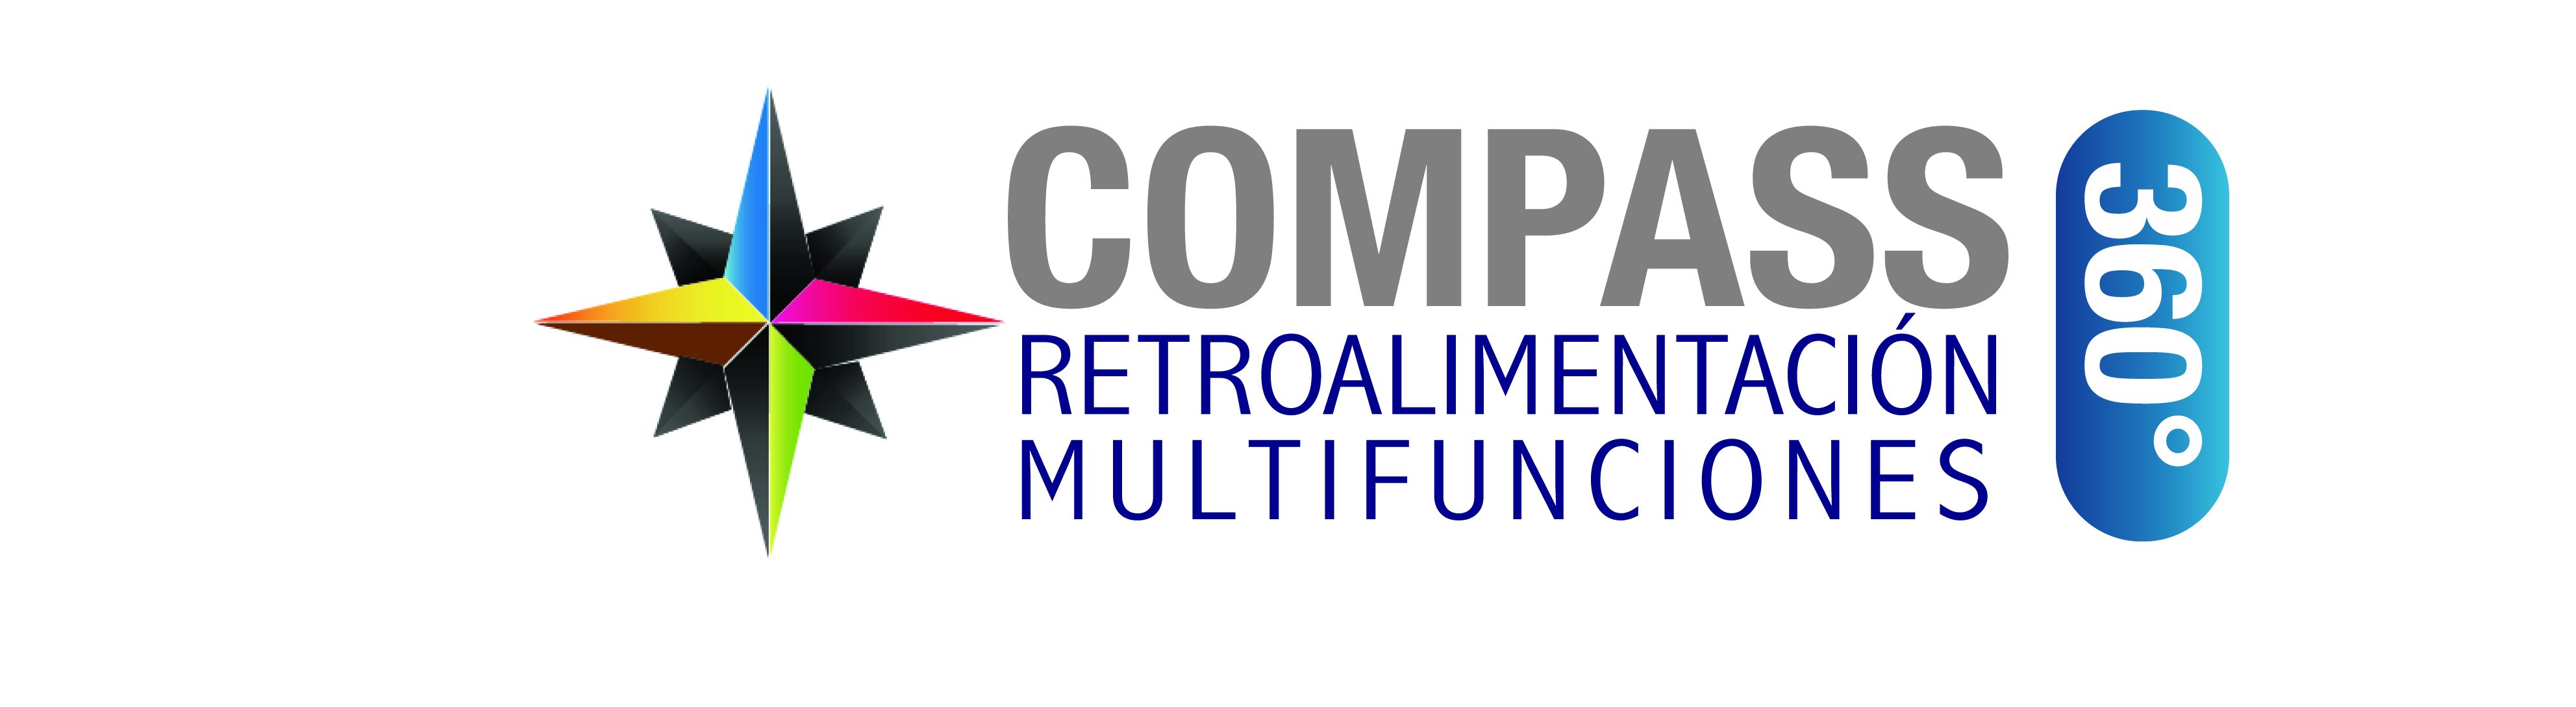 COMPASS
RETROALIMENTACIÓN
MULTIFUNCIONES
360°